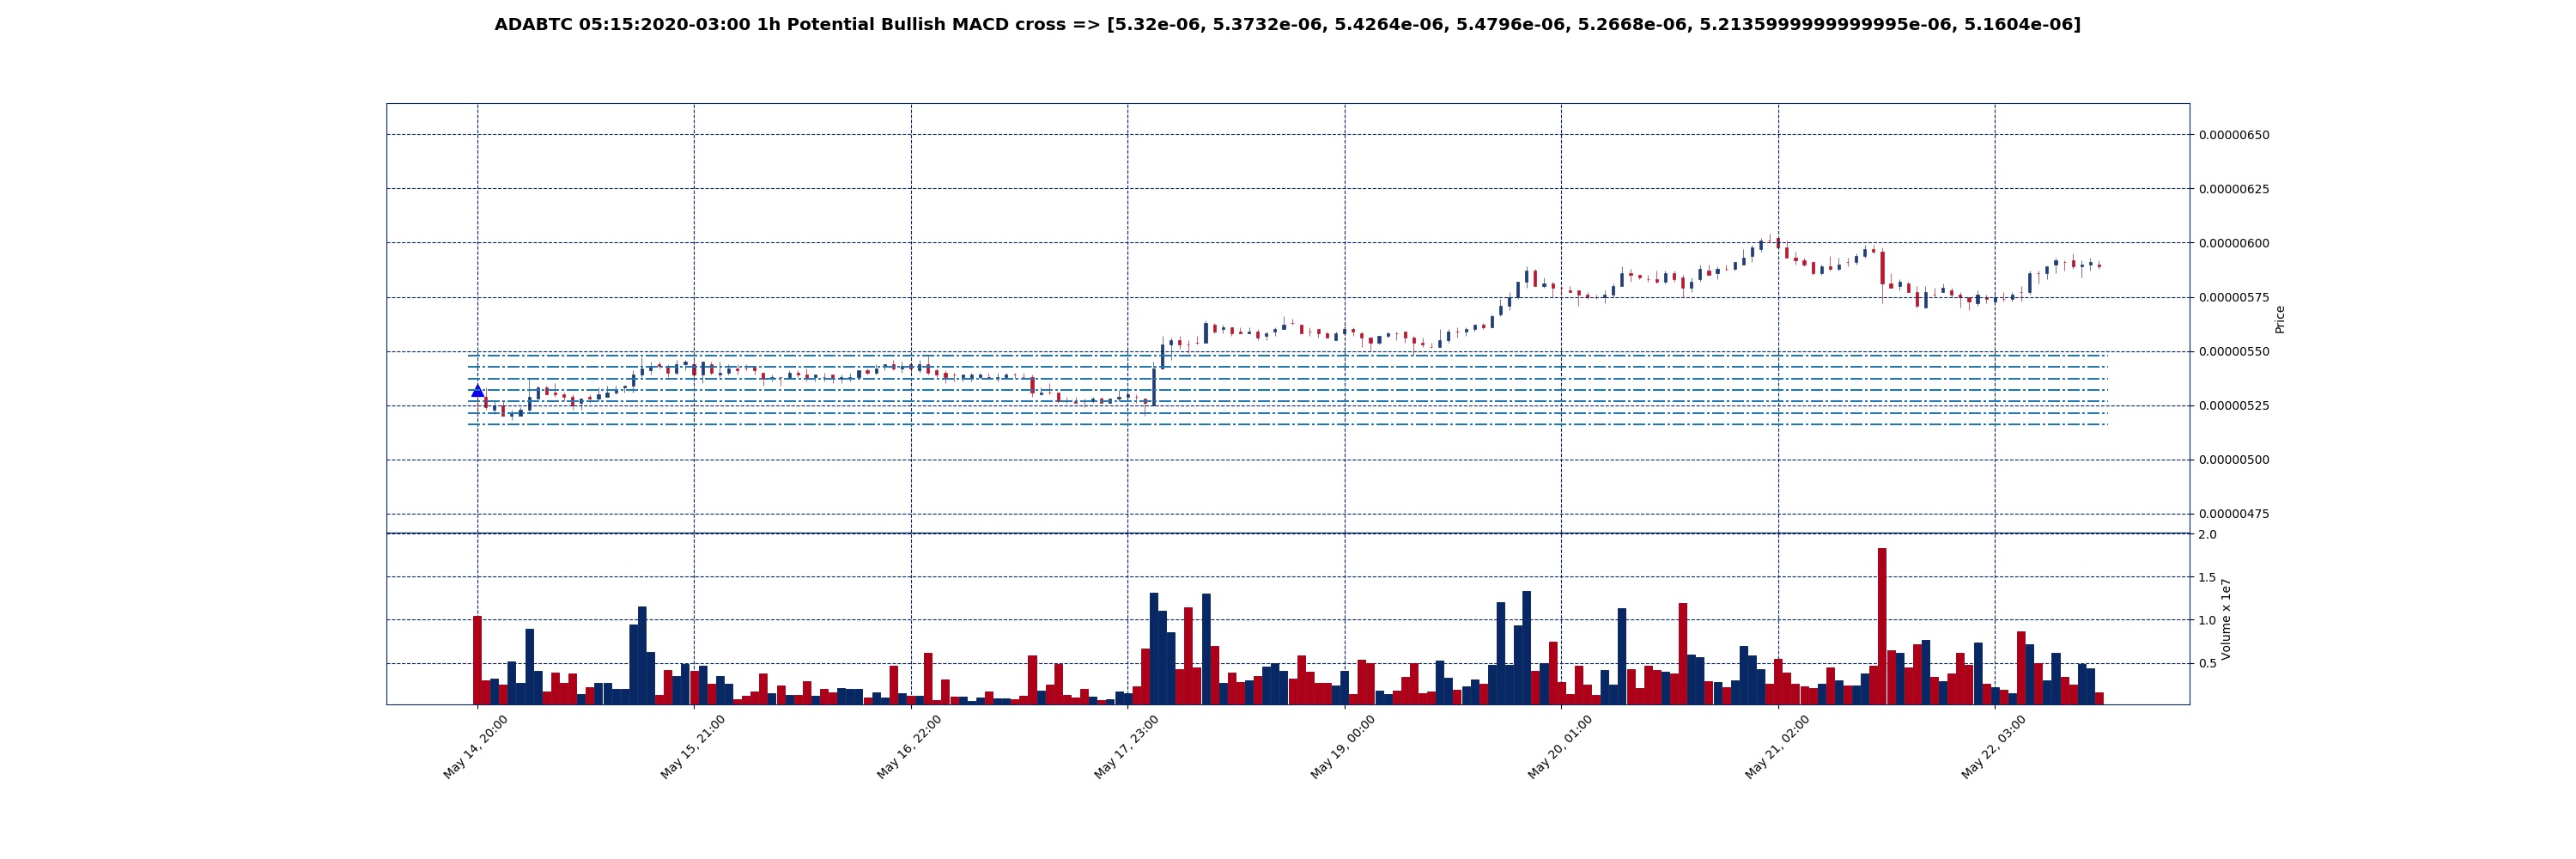 ADABTC 05:15:2020-03:00 1h Potential Bullish MACD cross => [5.32e-06, 5.3732e-06, 5.4264e-06, 5.4796e-06, 5.2668e-06, 5.2135999999999995e-06, 5.1604e-06]
0.00000650
0.00000625
0.00000600
0.00000575
0.00000550
0.00000525
0.00000500
0.00000475
Price
2.0
1.5
1.0
0.5
Volume x 1e7
May 14, 20:00
May 15, 21:00
May 16, 22:00
May 17, 23:00
May 19, 00:00
May 20, 01:00
May 21, 02:00
May 22, 03:00